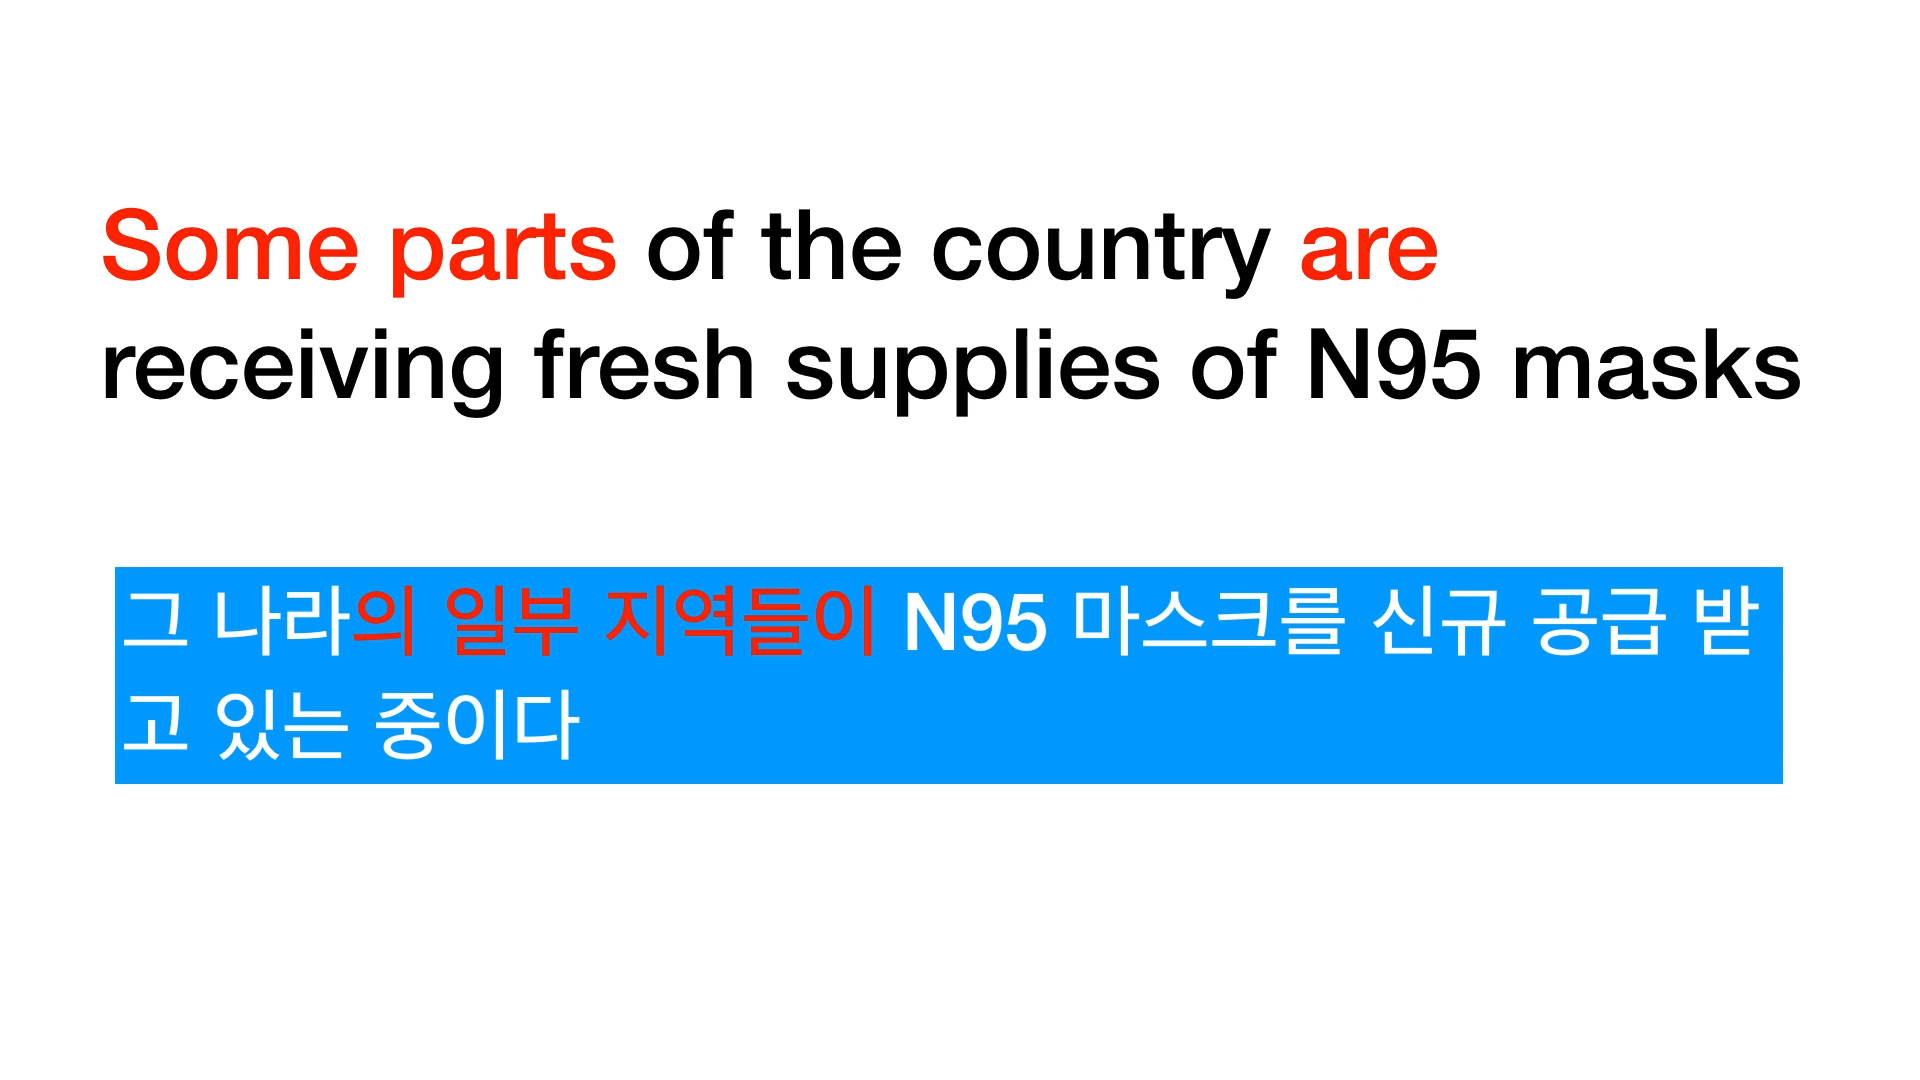 Some parts of the country are
receiving fresh supplies of N95 masks
그 나라의 일부 지역들이 N95 마스크를 신규 공급 받
고 있는 중이다